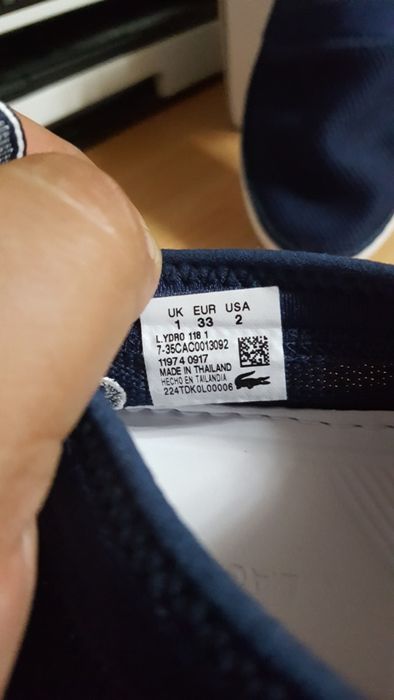 UK EUR USA
1 33 2
L.YDRO 118 1
7-35CAC0013092
11974 0917
MADE IN THAILAND
HECHO EN TAILANDIA
224TDK0L00006